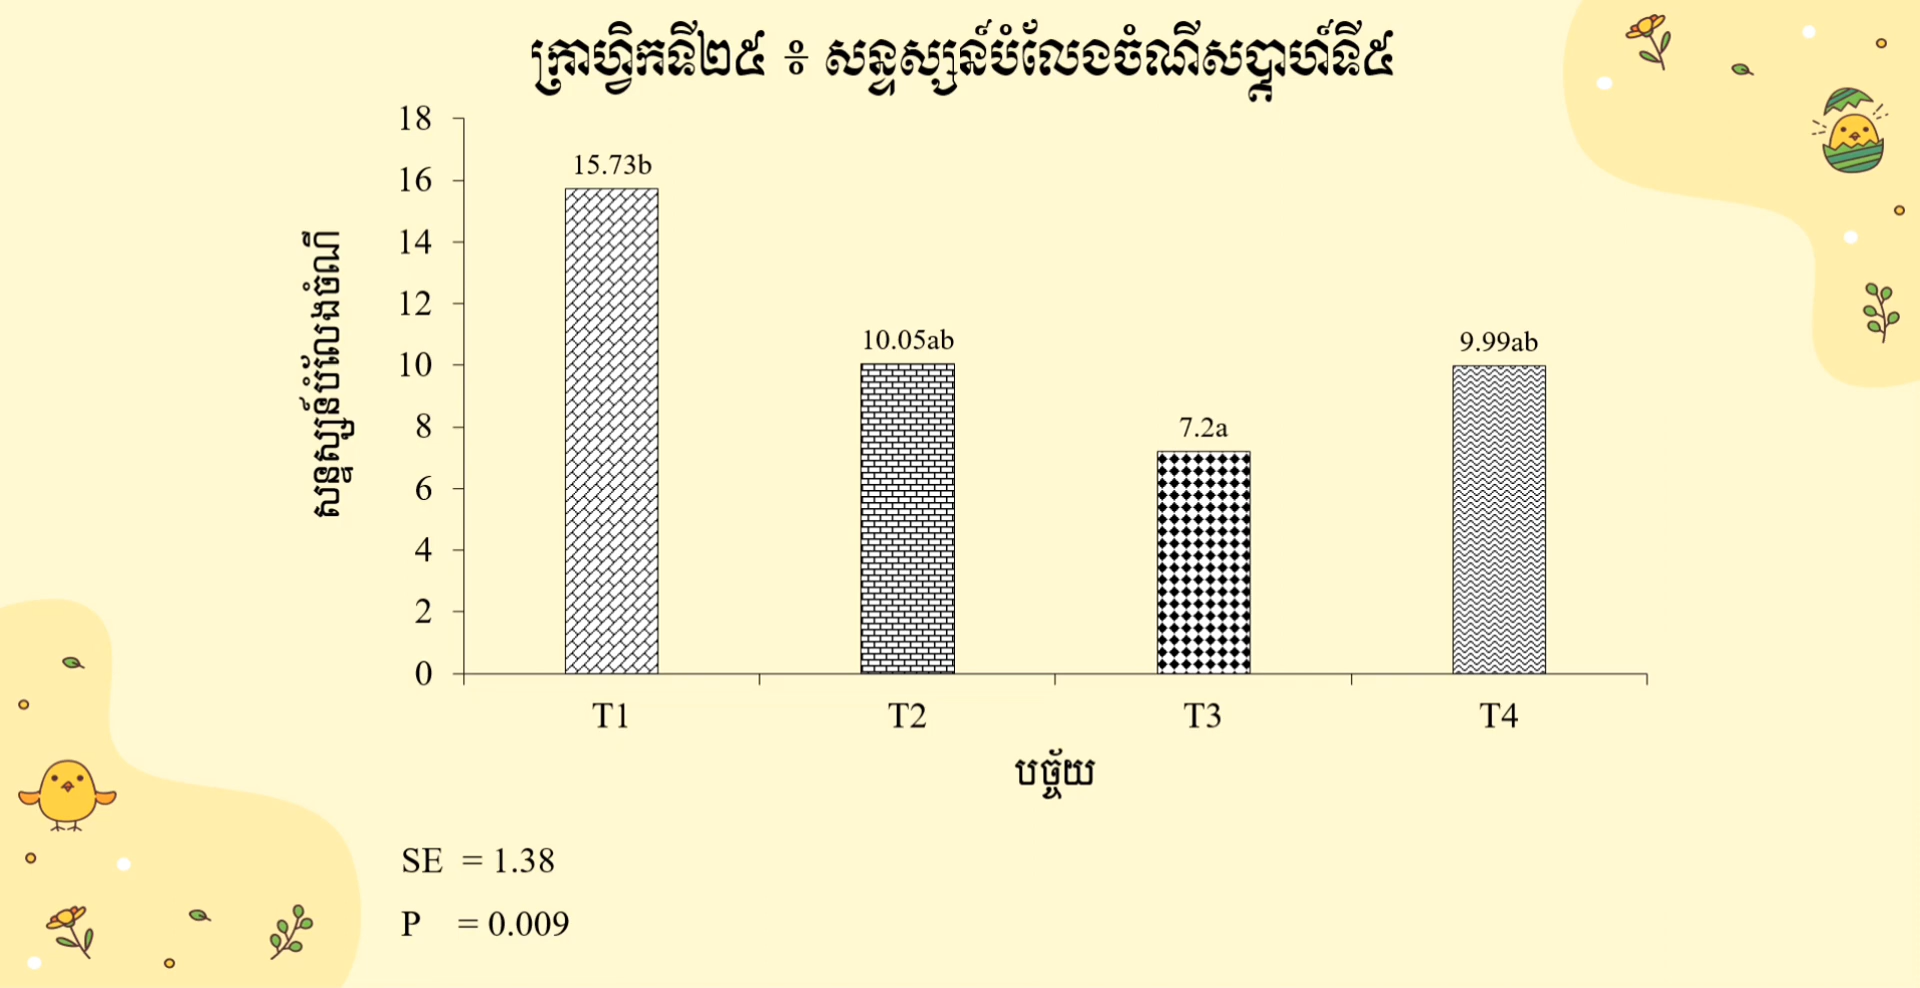 ក្រាហ្វិកទី២៥ ៖ សន្ទស្សន៍បំលែងចំណីសប្ដាហ៍ទី៥
18
16
14
12
10
8
6
4
2
0
សន្ទស្សន៍បំលែងចំណី
15.73b
10.05ab
7.2a
9.99ab
T1 T2 T3 T4
បច្ច័យ
SE = 1.38
P = 0.009